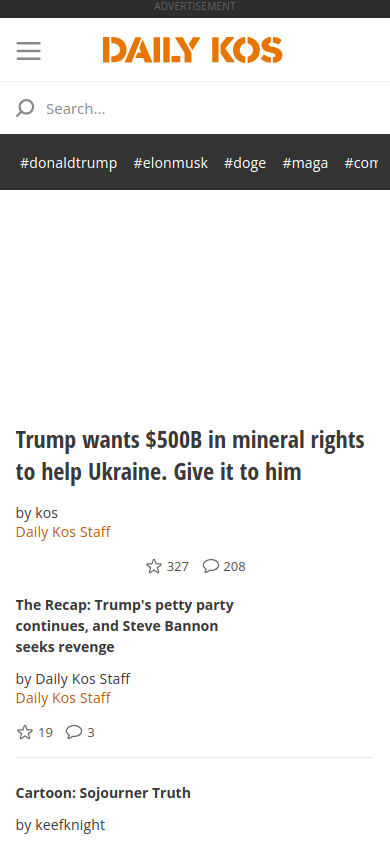 ADVERTISEMENT
DAILY KOS
Search...
#donaldtrump #elonmusk #doge #maga #com
Trump wants $500B in mineral rights
to help Ukraine. Give it to him
by kos
Daily Kos Staff
327 208
The Recap: Trump's petty party
continues, and Steve Bannon
seeks revenge
by Daily Kos Staff
Daily Kos Staff
19 3
Cartoon: Sojourner Truth
by keefknight